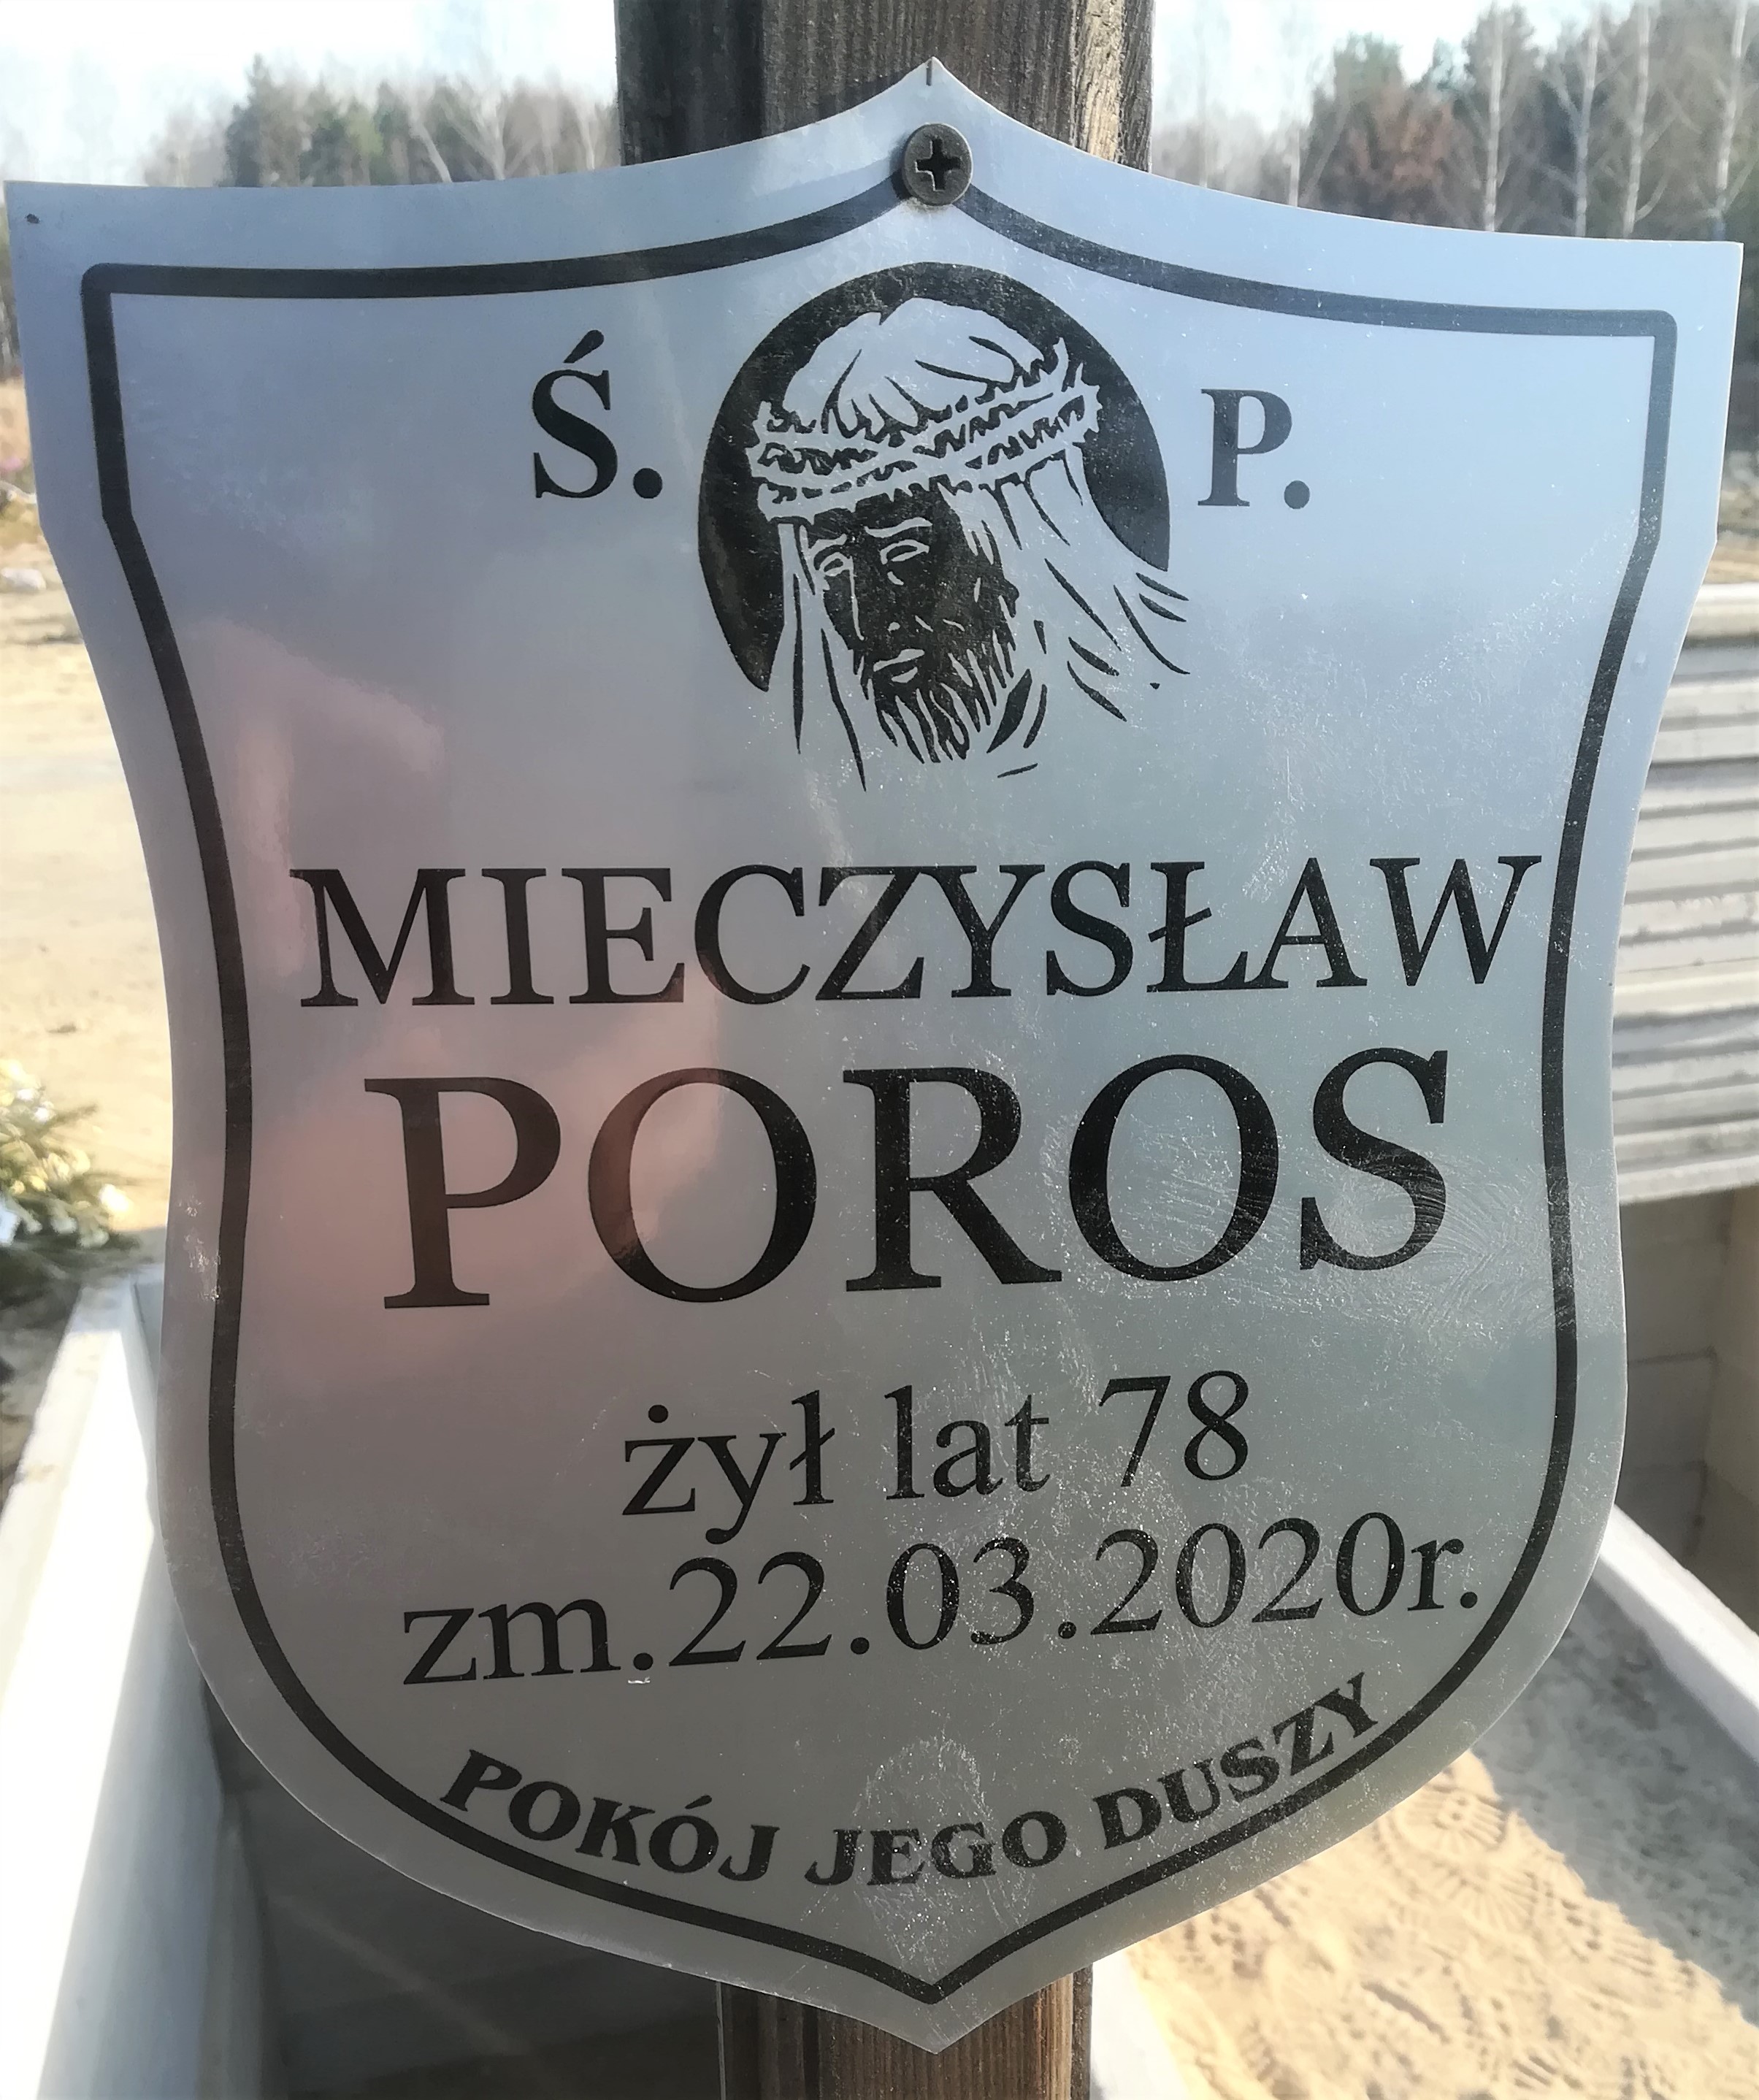 Ś. P.
MIECZYSŁAW
POROS
żył lat 78
zm.22.03.2020r.
POKÓJ JEGO DUSZY